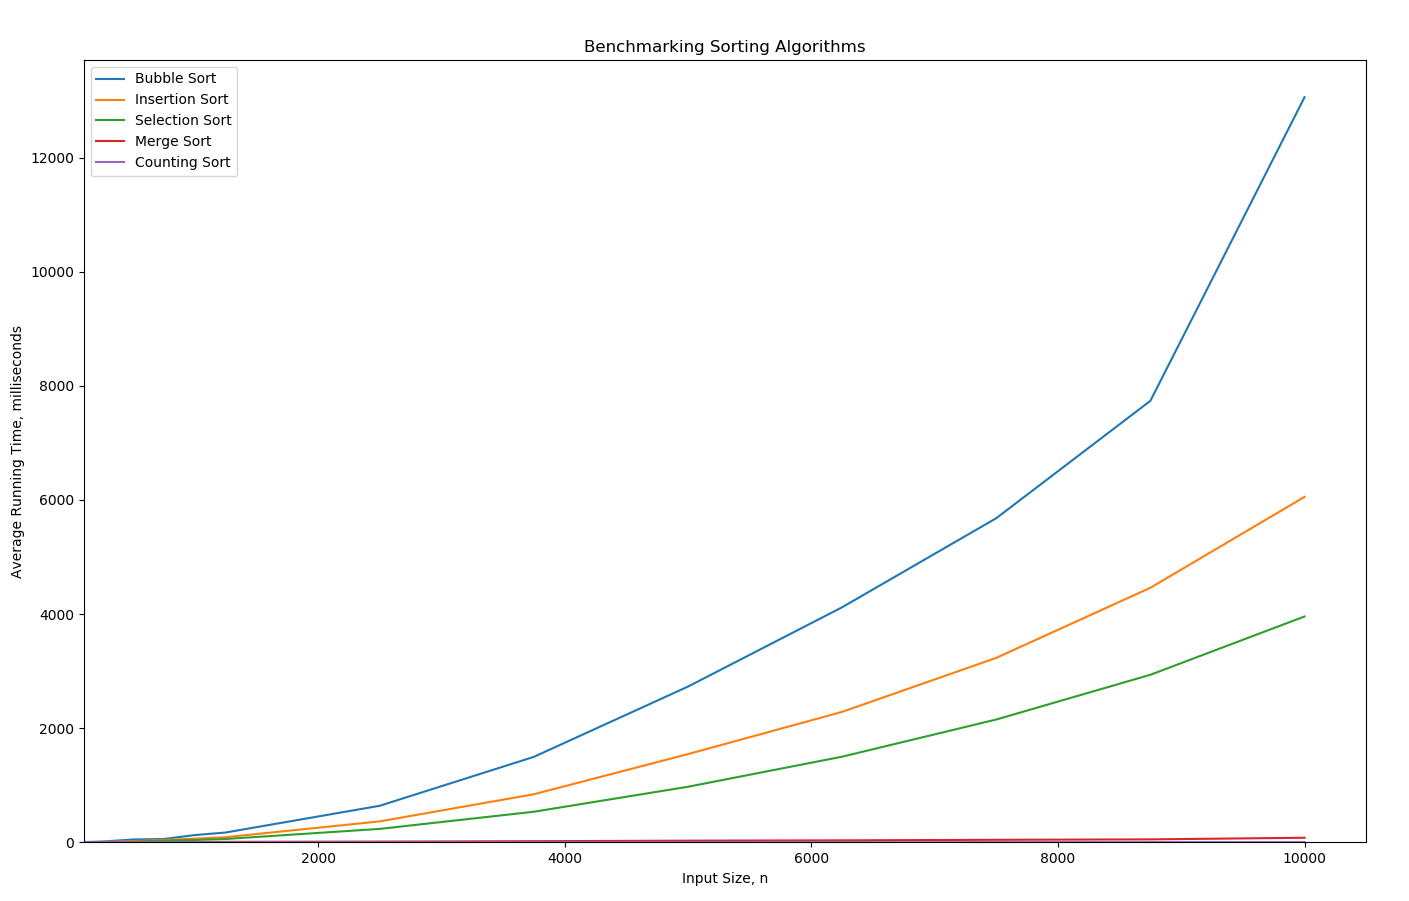 Benchmarking Sorting Algorithms
Bubble Sort
Insertion Sort
Selection Sort
Merge Sort
Counting Sort
12000
10000
8000
6000
4000
2000
0
Average Running Time, milliseconds
2000
4000
6000
8000
10000
Input Size, n